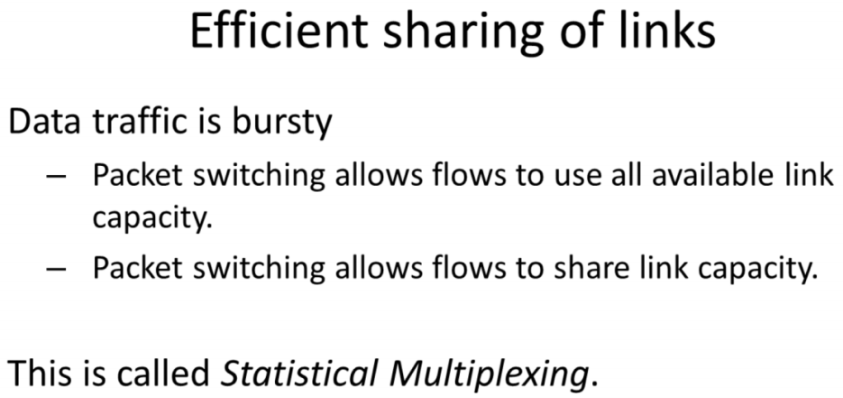 Efficient sharing of links
Data traffic is bursty
– Packet switching allows flows to use all available link
capacity.
– Packet switching allows flows to share link capacity.
This is called Statistical Multiplexing.